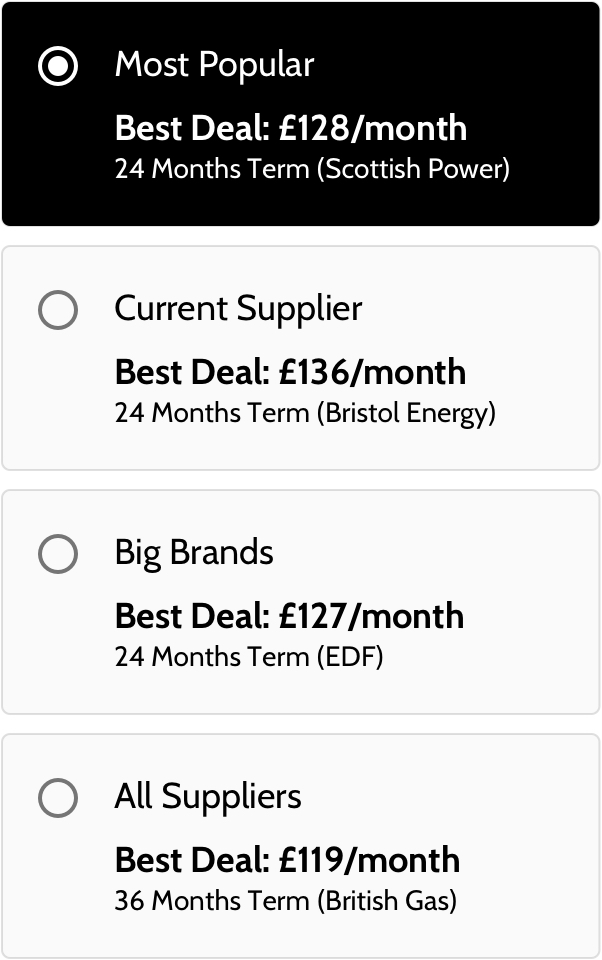 Most Popular
Best Deal: £128/month
24 Months Term (Scottish Power)
Current Supplier
Best Deal: £136/month
24 Months Term (Bristol Energy)
Big Brands
Best Deal: £127/month
24 Months Term (EDF)
All Suppliers
Best Deal: £119/month
36 Months Term (British Gas)